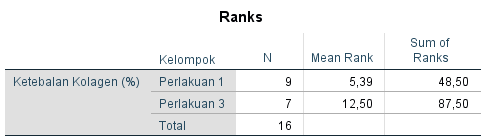 Ranks
Kelompok N Mean Rank Sum of Ranks
Ketebalan Kolagen (%) Perlakuan 1 9 5,39 48,50
Perlakuan 3 7 12,50 87,50
Total 16